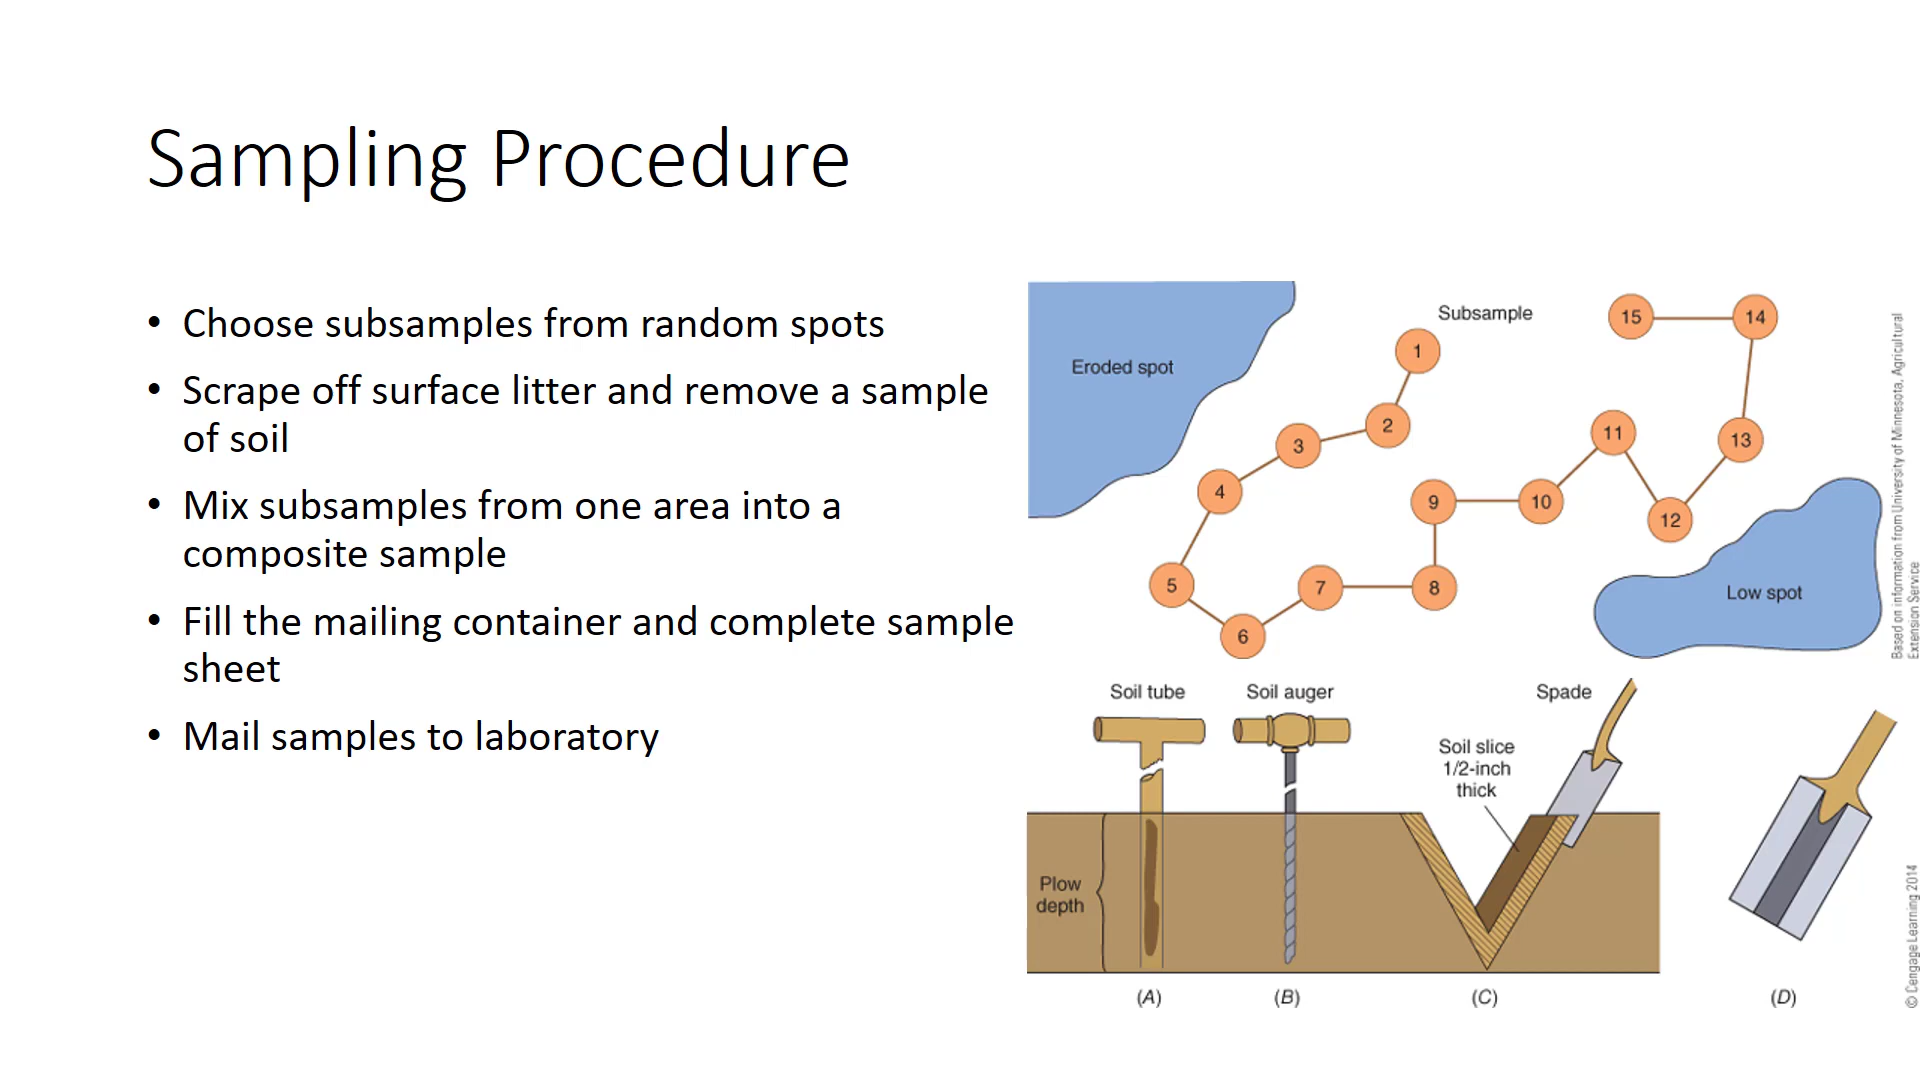 Sampling Procedure
• Choose subsamples from random spots
• Scrape off surface litter and remove a sample
of soil
• Mix subsamples from one area into a
composite sample
• Fill the mailing container and complete sample
sheet
• Mail samples to laboratory
Eroded spot
Subsample
1
2
3
4
5
6
7
8
9
10
11
12
13
14
15
Low spot
Based on information from University of Minnesota, Agricultural
Extension Service
Soil tube
Soil auger
Spade
Soil slice
1/2-inch
thick
Plow
depth
(A)
(B)
(C)
(D)
© Cengage Learning 2014